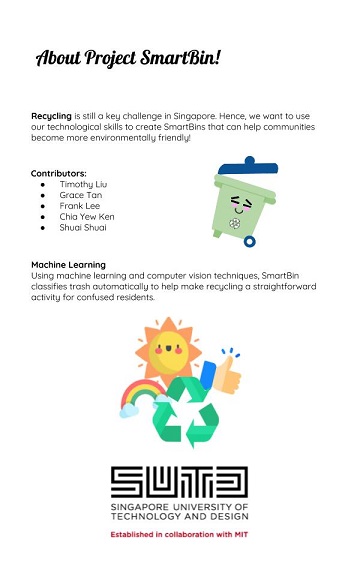 About Project SmartBin!
Recycling is still a key challenge in Singapore. Hence, we want to use
our technological skills to create SmartBins that can help communities
become more environmentally friendly!
Contributors:
● Timothy Liu
● Grace Tan
● Frank Lee
● Chia Yew Ken
● Shuai Shuai
Machine Learning
Using machine learning and computer vision techniques, SmartBin
classifies trash automatically to help make recycling a straightforward
activity for confused residents.
SUTD
SINGAPORE UNIVERSITY OF
TECHNOLOGY AND DESIGN
Established in collaboration with MIT